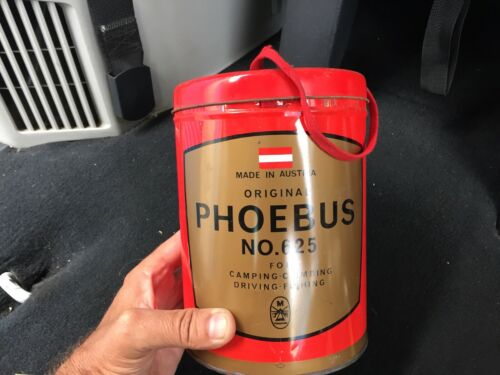 MADE IN AUSTRIA
ORIGINAL
PHOEBUS
NO.625
FOR
CAMPING-CLIMBING
DRIVING-FISHING
M